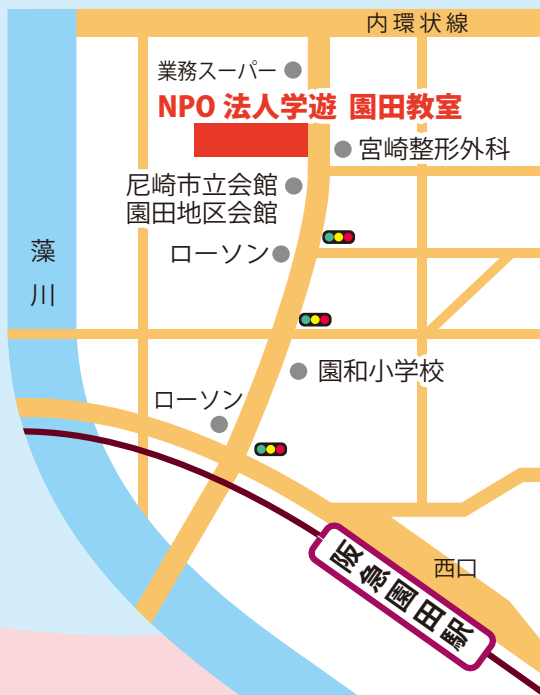 内環状線
業務スーパー
NPO 法人学遊 園田教室
宮崎整形外科
尼崎市立会館
園田地区会館
藻川
ローソン
園和小学校
ローソン
西口
阪急園田駅